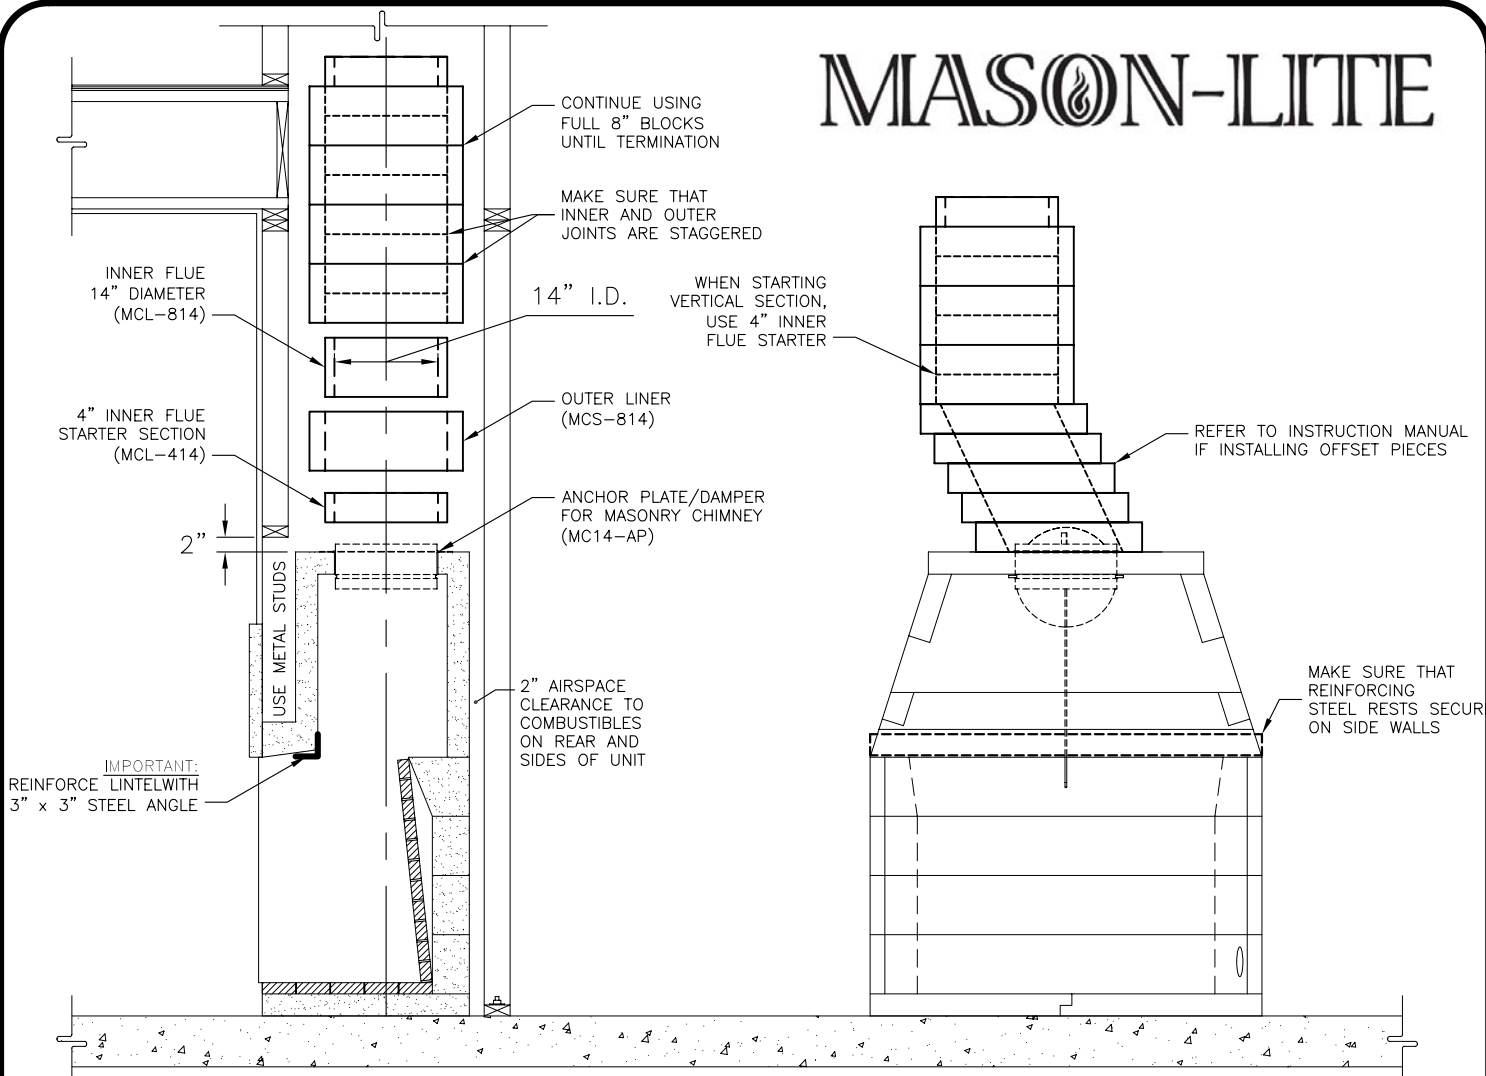 MASON-LITE
CONTINUE USING
FULL 8” BLOCKS
UNTIL TERMINATION
MAKE SURE THAT
INNER AND OUTER
JOINTS ARE STAGGERED
INNER FLUE
14” DIAMETER
(MCL-814)
14” I.D.
WHEN STARTING
VERTICAL SECTION,
USE 4” INNER
FLUE STARTER
4” INNER FLUE
STARTER SECTION
(MCL-414)
OUTER LINER
(MCS-814)
REFER TO INSTRUCTION MANUAL
IF INSTALLING OFFSET PIECES
ANCHOR PLATE/DAMPER
FOR MASONRY CHIMNEY
(MC14-AP)
2”
USE METAL STUDS
2” AIRSPACE
CLEARANCE TO
COMBUSTIBLES
ON REAR AND
SIDES OF UNIT
MAKE SURE THAT
REINFORCING
STEEL RESTS SECUR
ON SIDE WALLS
IMPORTANT:
REINFORCE LINTELWITH
3” x 3” STEEL ANGLE